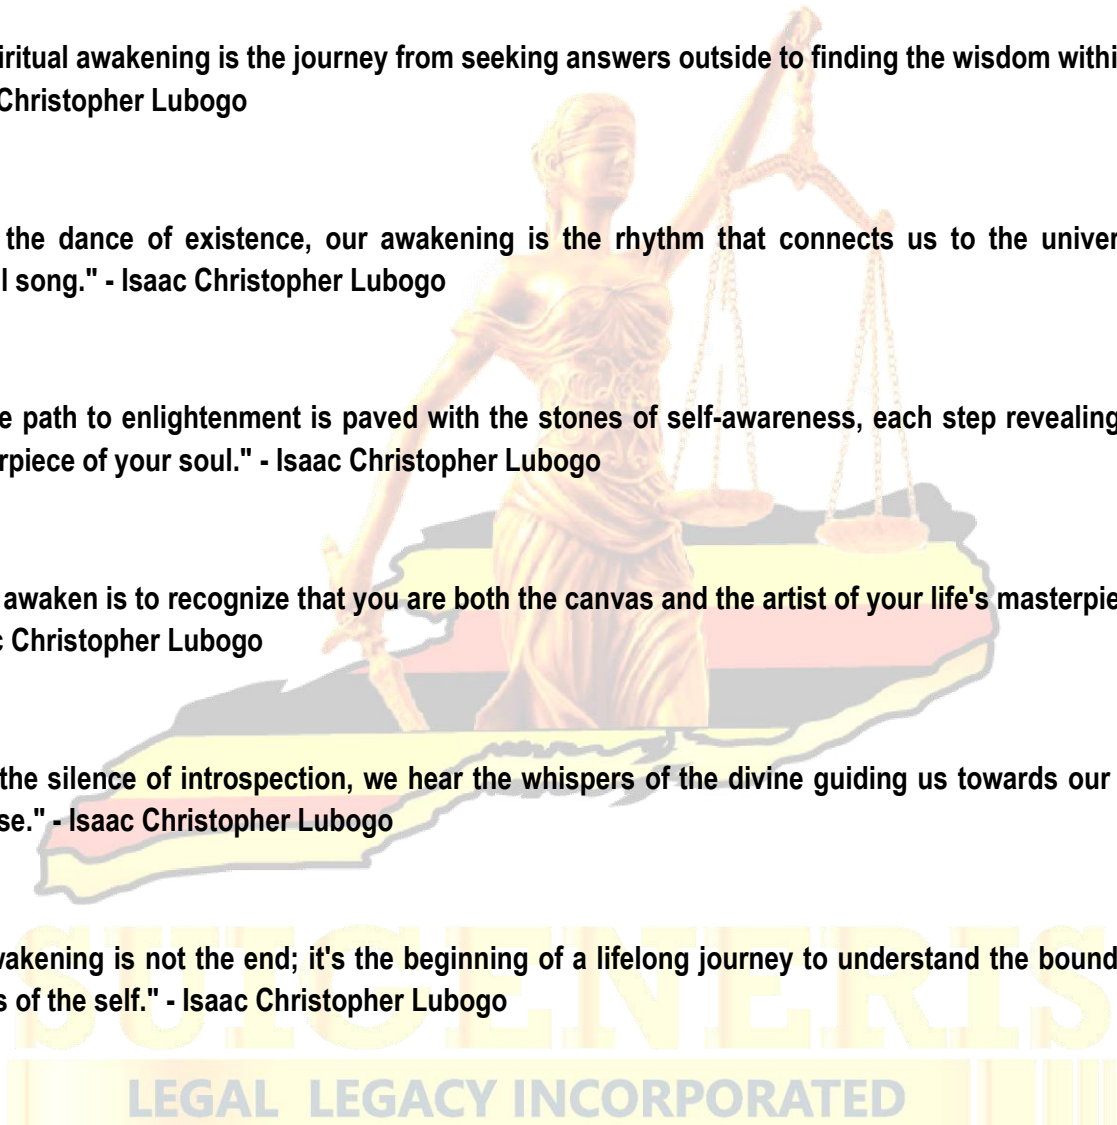 iritual awakening is the journey from seeking answers outside to finding the wisdom withi
Christopher Lubogo
the dance of existence, our awakening is the rhythm that connects us to the univer
l song." - Isaac Christopher Lubogo
e path to enlightenment is paved with the stones of self-awareness, each step revealing
rpiece of your soul." - Isaac Christopher Lubogo
awaken is to recognize that you are both the canvas and the artist of your life's masterpie
c Christopher Lubogo
the silence of introspection, we hear the whispers of the divine guiding us towards our
se." - Isaac Christopher Lubogo
wakening is not the end; it's the beginning of a lifelong journey to understand the bound
s of the self." - Isaac Christopher Lubogo
SUIGENERIS
LEGAL LEGACY INCORPORATED